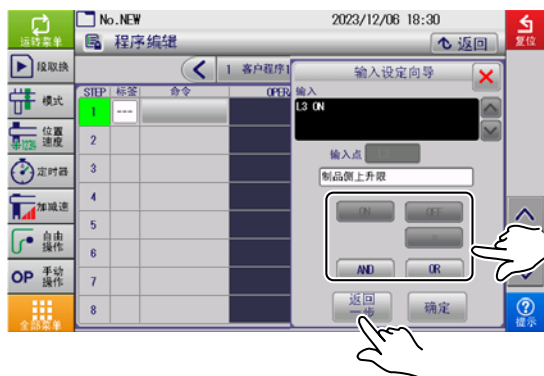 No.NEW 2023/12/06 18:30
运转菜单
程序编辑
返回
复位
段取换
1 客户程序1
输入设定向导
模式
STEP 标签 命令 OPER
输入
L3 ON
1 ---
位置
速度
2
输入点
定时器
3
制品侧上升限
加减速
4
ON OFF
5
自由
操作
6
AND OR
OP 手动
操作
7
返回
一步
确定
8
全部菜单
提示